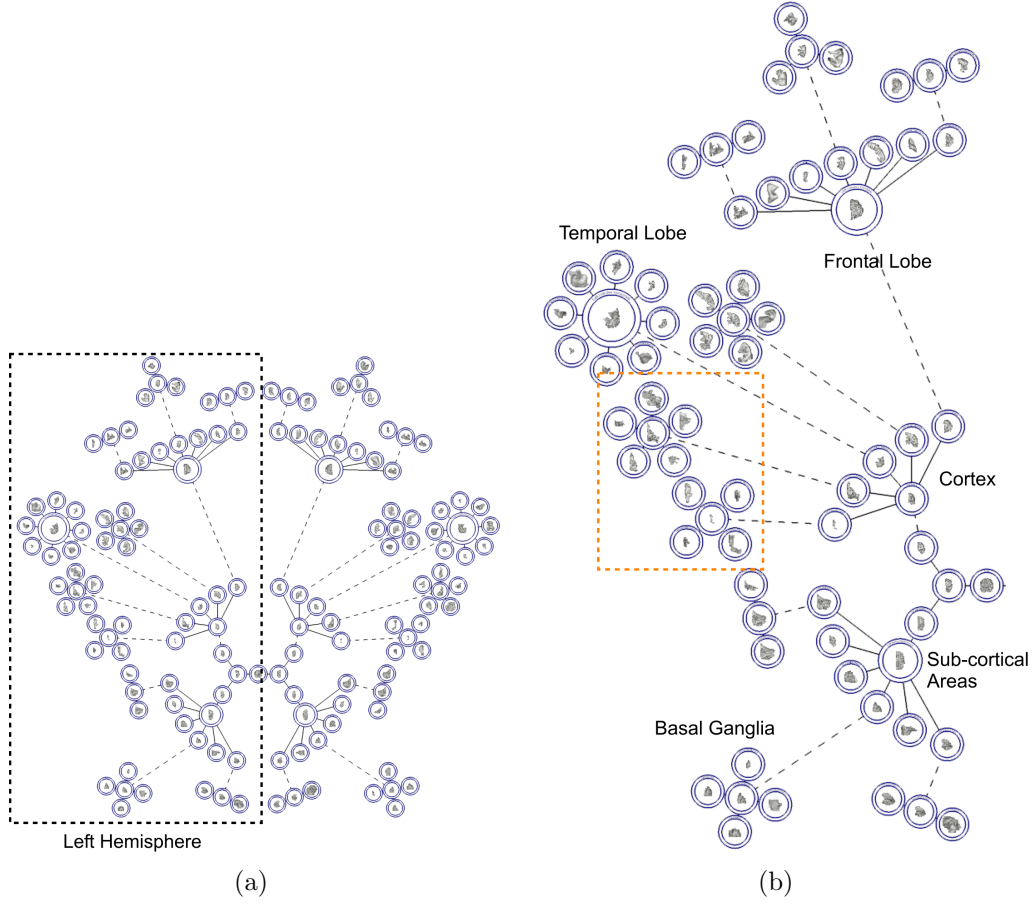 Temporal Lobe
Frontal Lobe
Cortex
Sub-cortical
Areas
Basal Ganglia
Left Hemisphere
(a)
(b)